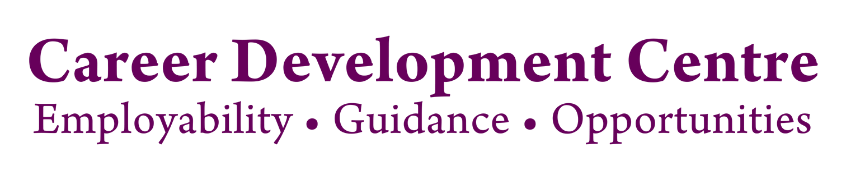 Career Development Centre
Employability • Guidance • Opportunities